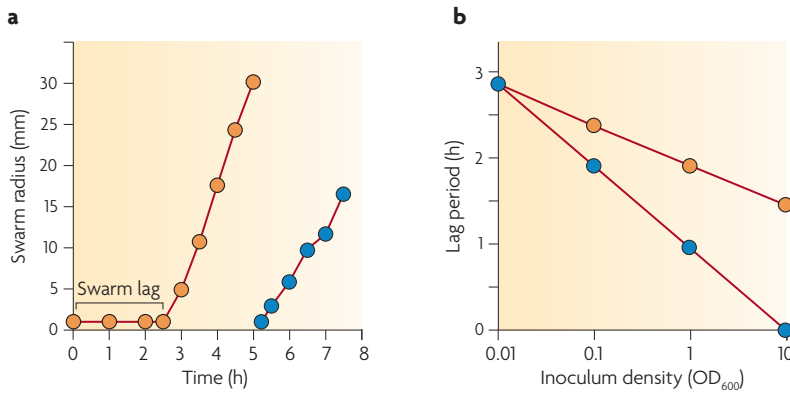 a
Swarm radius (mm)
30
25
20
15
10
5
0
Swarm lag
0 1 2 3 4 5 6 7 8
Time (h)
b
Lag period (h)
3
2
1
0
0.01 0.1 1 10
Inoculum density (OD600)